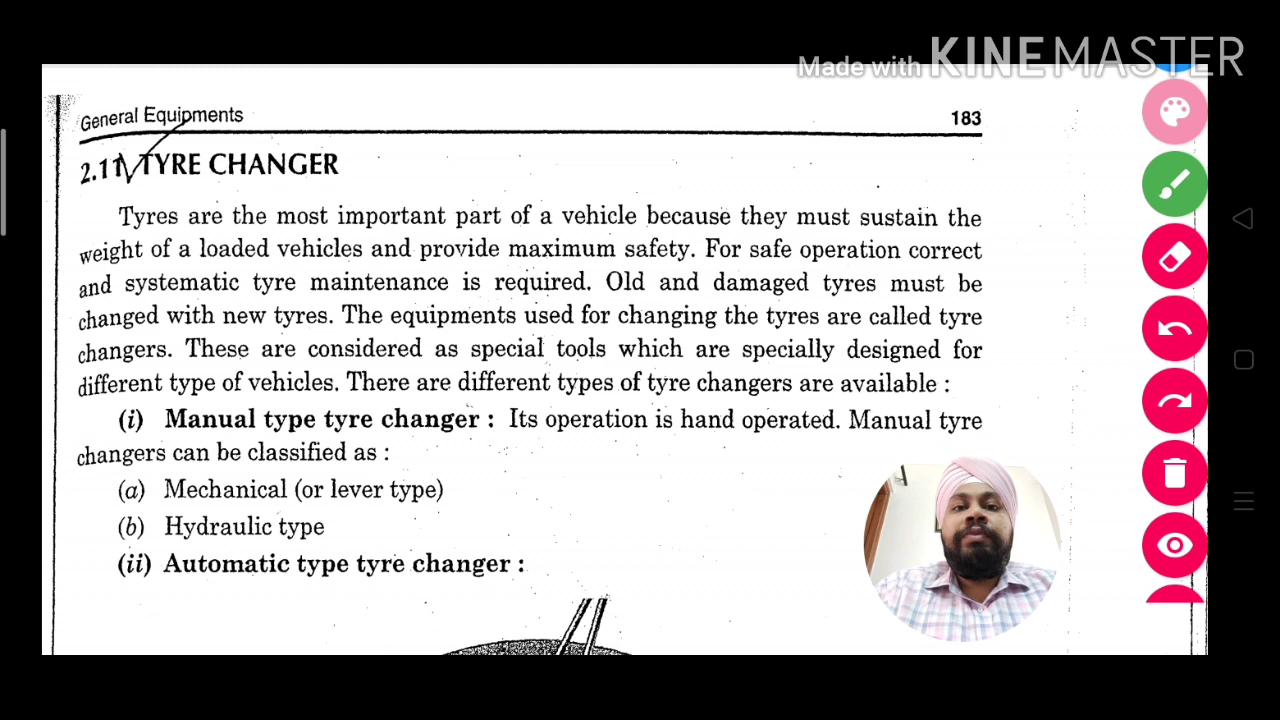 Made with KINEMASTER
General Equipments 183
2.11 TYRE CHANGER
Tyres are the most important part of a vehicle because they must sustain the
weight of a loaded vehicles and provide maximum safety. For safe operation correct
and systematic tyre maintenance is required. Old and damaged tyres must be
changed with new tyres. The equipments used for changing the tyres are called tyre
changers. These are considered as special tools which are specially designed for
different type of vehicles. There are different types of tyre changers are available :
(i) Manual type tyre changer : Its operation is hand operated. Manual tyre
changers can be classified as :
(a) Mechanical (or lever type)
(b) Hydraulic type
(ii) Automatic type tyre changer :